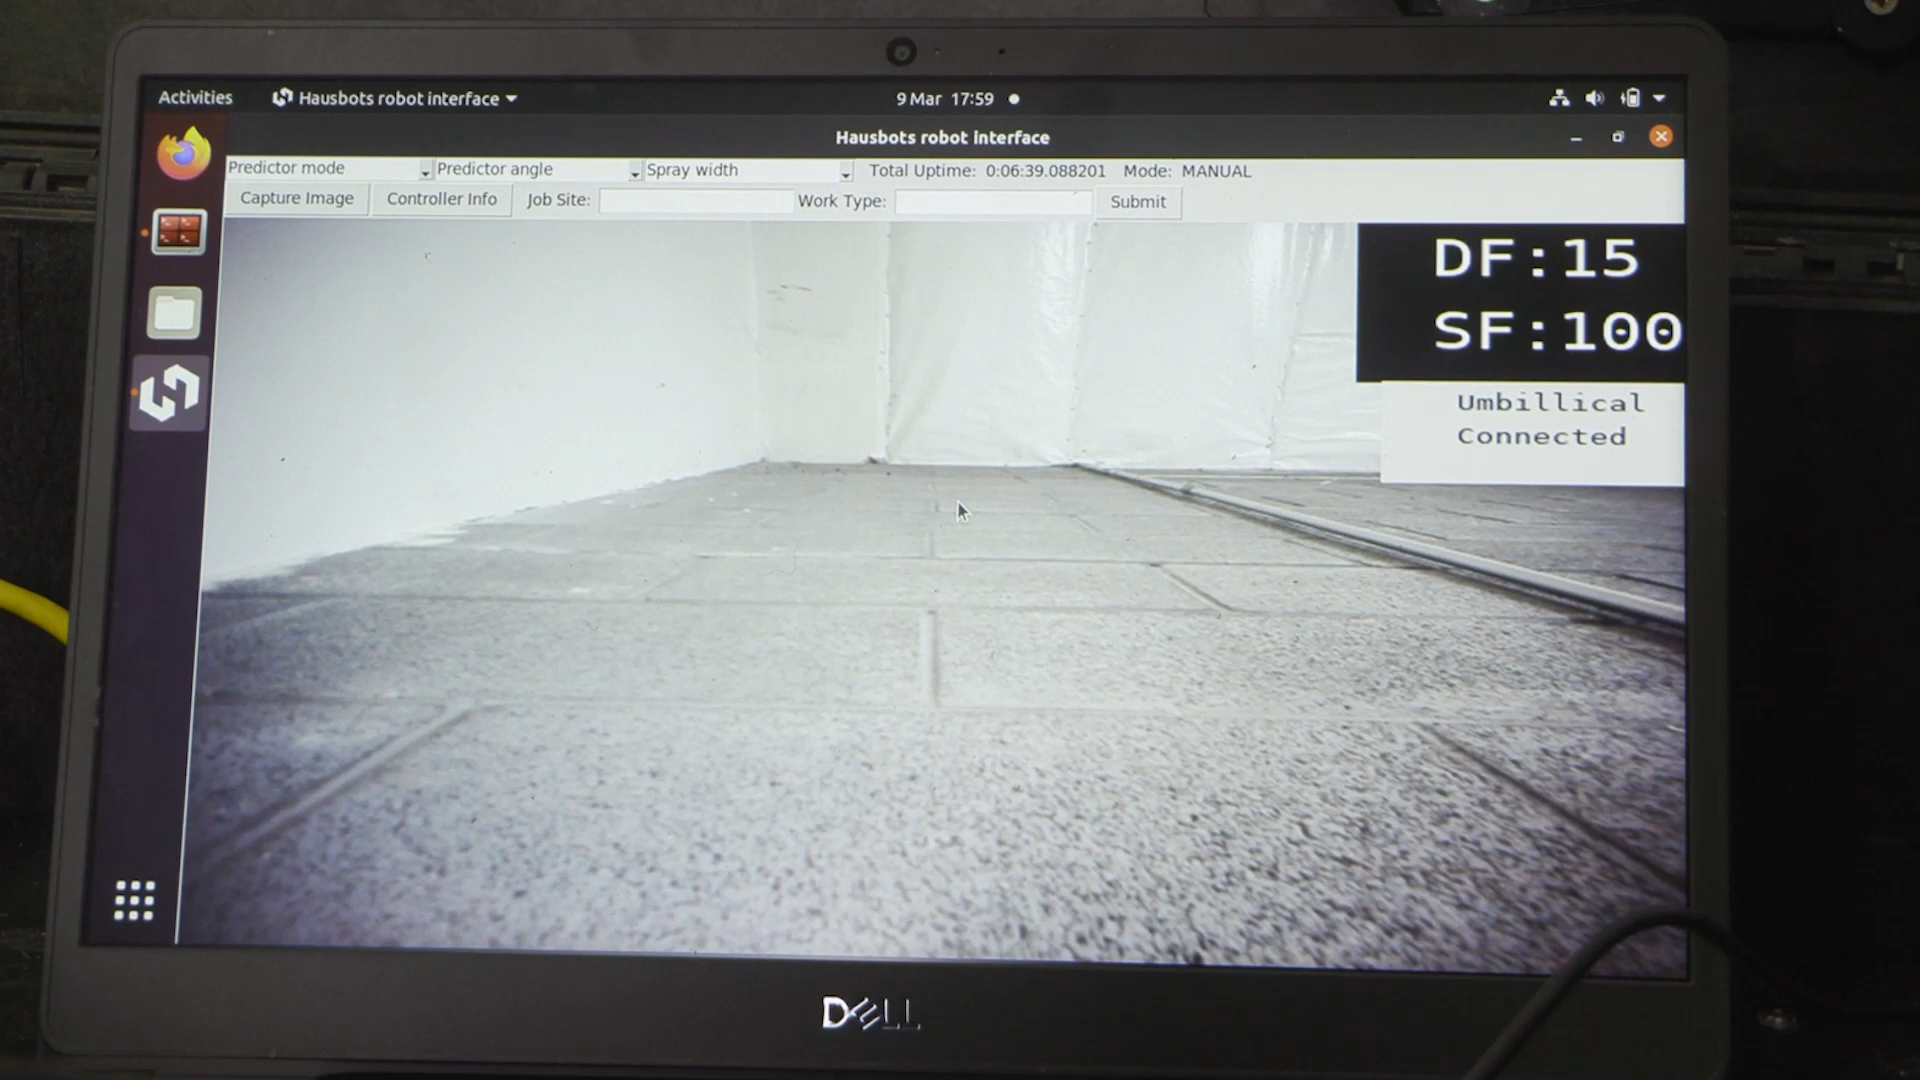 Activities Hausbots robot interface 9 Mar 17:59
Hausbots robot interface
Predictor mode Predictor angle Spray width Total Uptime: 0:06:39.088201 Mode: MANUAL
Capture Image Controller Info Job Site: Work Type: Submit
DF:15
SF:100
Umbillical
Connected
DELL